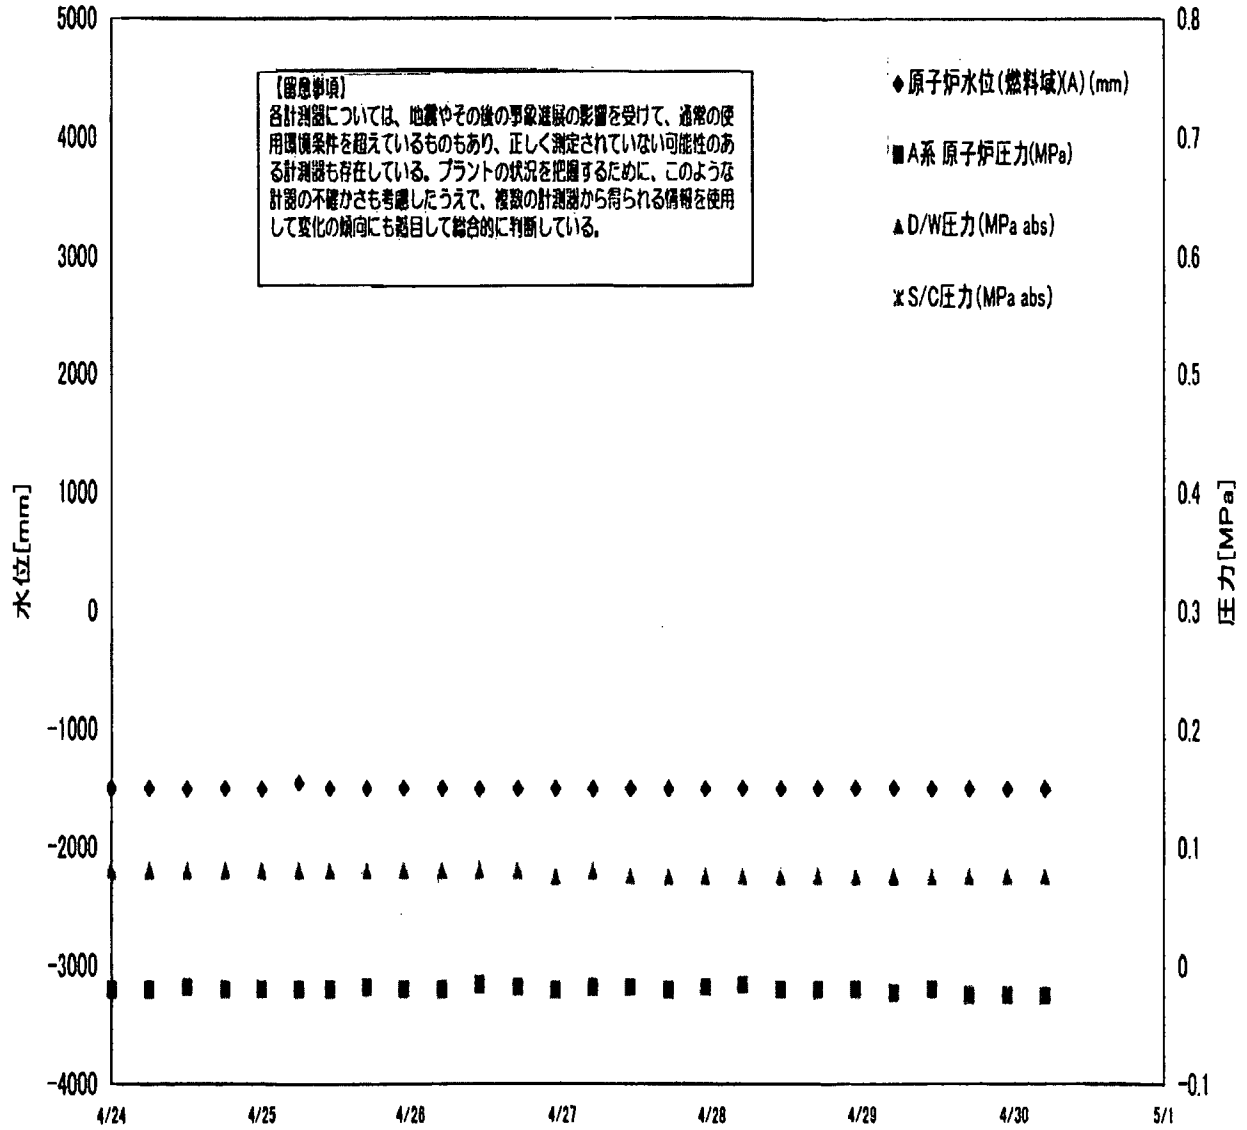 5000
4000
3000
2000
1000
0
-1000
-2000
-3000
-4000
水位[mm]
【留意事項】
各計測器については、地震やその後の事象進展の影響を受けて、通常の使
用環境条件を超えているものもあり、正しく測定されていない可能性のあ
る計測器も存在している。プラントの状況を把握するために、このような
計器の不確かさも考慮したうえで、複数の計測器から得られる情報を使用
して変化の傾向にも着目して総合的に判断している。
◆原子炉水位(燃料域)(A)(mm)
■A系 原子炉圧力(MPa)
▲D/W圧力(MPa abs)
ж S/C圧力(MPa abs)
0.8
0.7
0.6
0.5
0.4
0.3
0.2
0.1
0
-0.1
圧力[MPa]
4/24
4/25
4/26
4/27
4/28
4/29
4/30
5/1